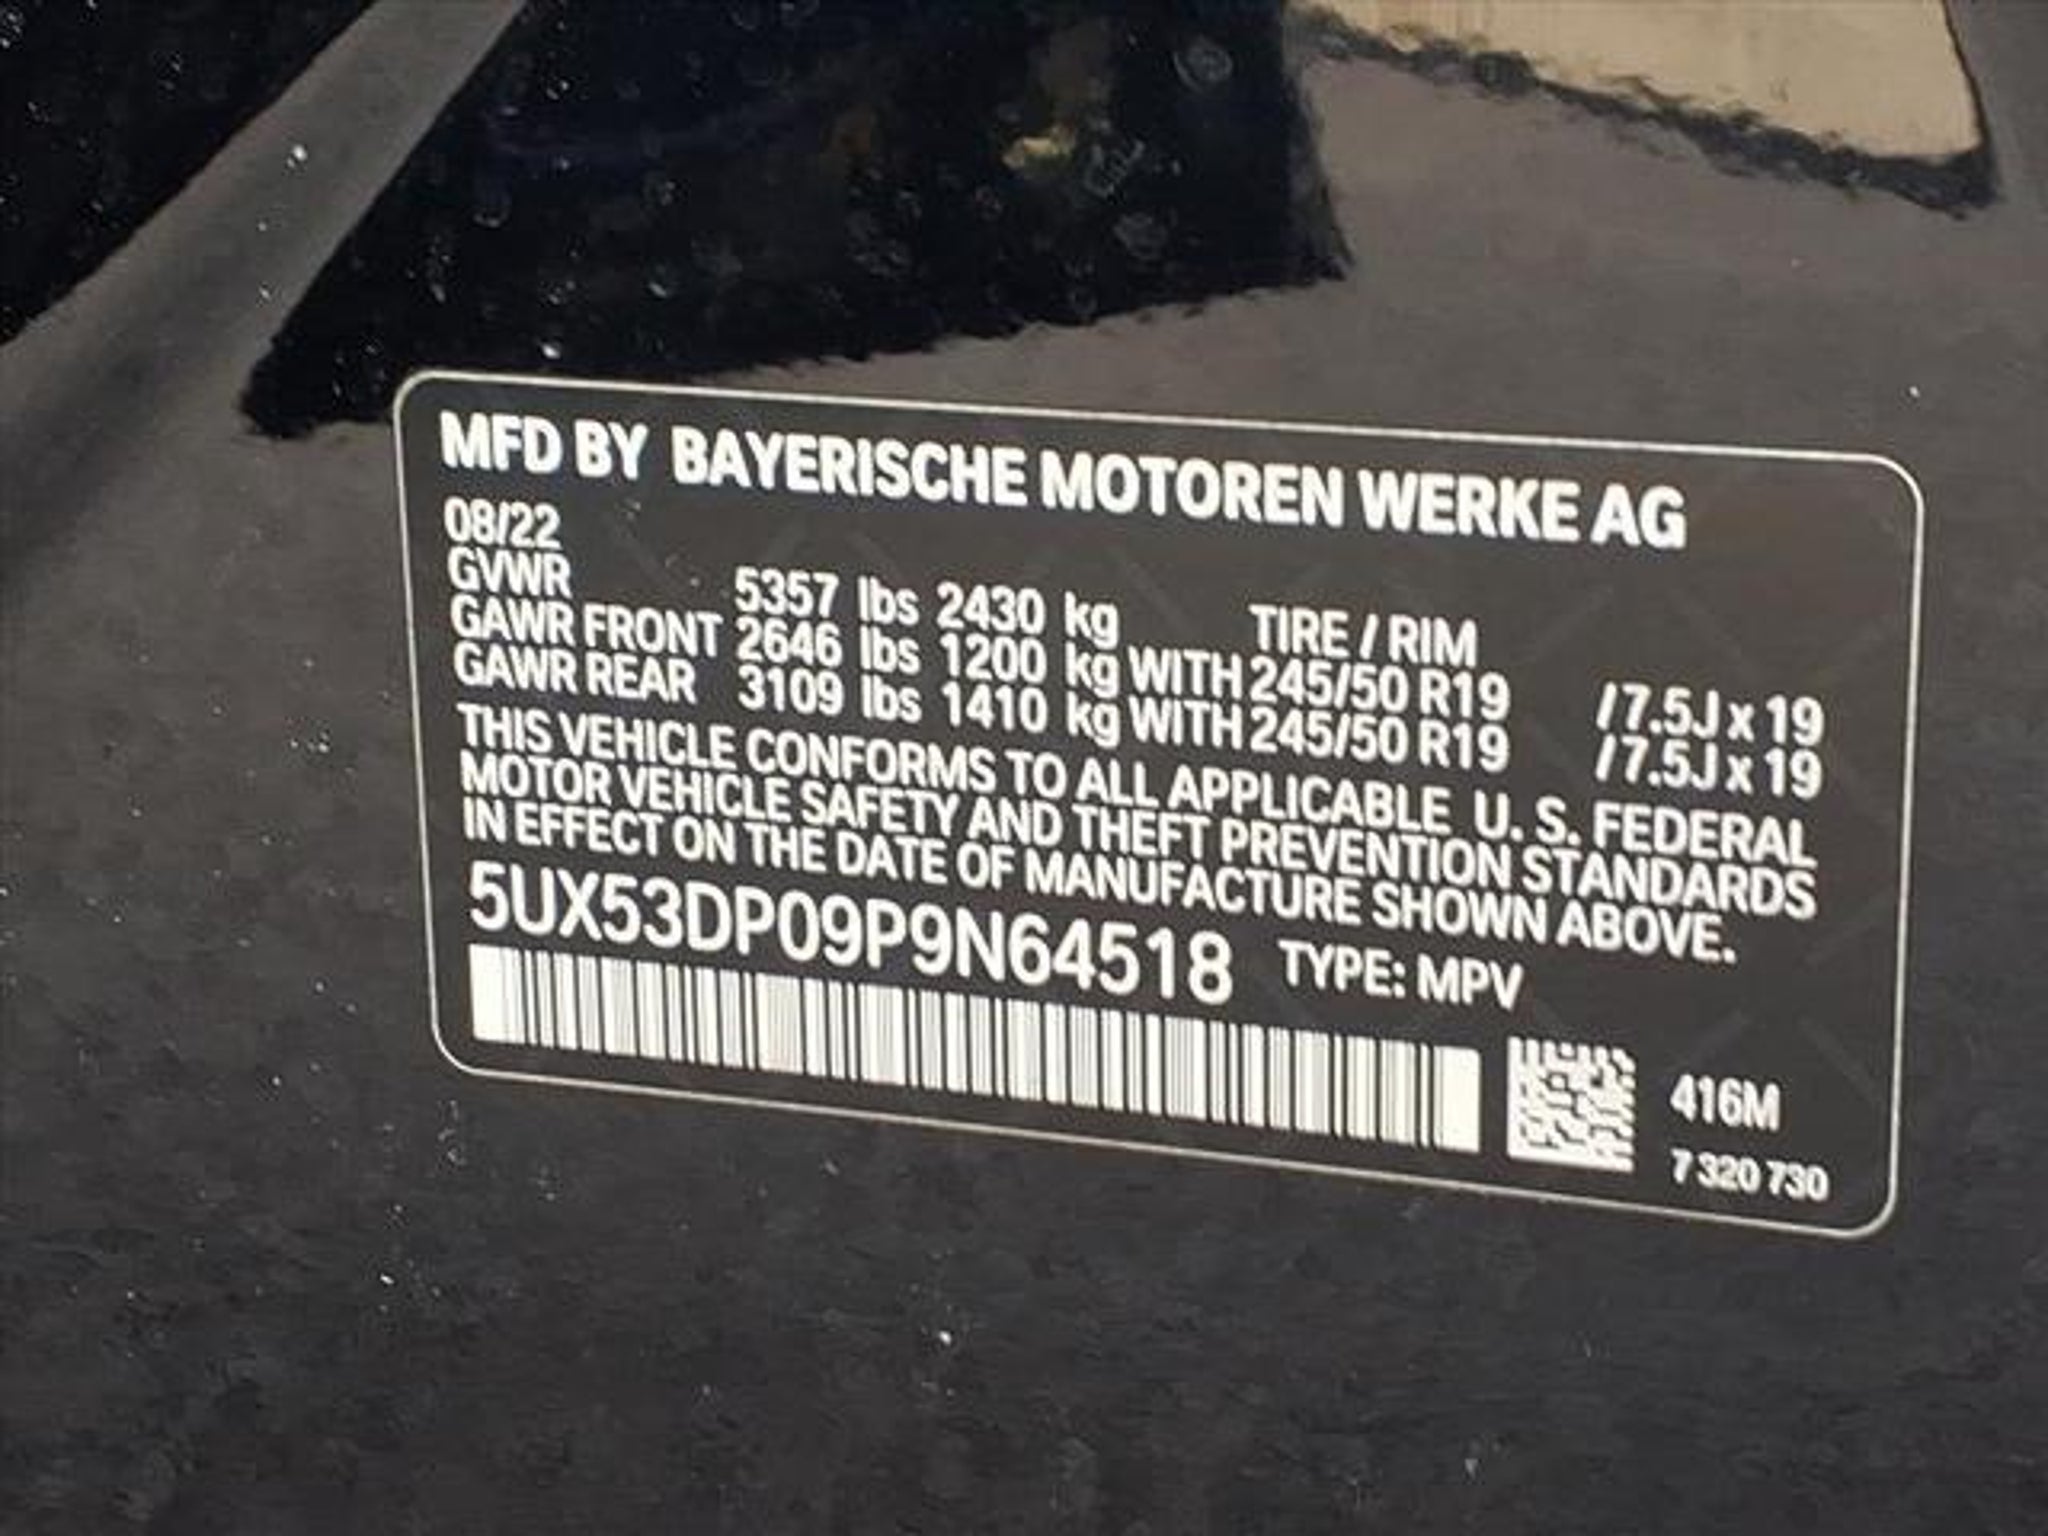 MFD BY BAYERISCHE MOTOREN WERKE AG
08/22
GVWR 5357 lbs 2430 kg TIRE / RIM
GAWR FRONT 2646 lbs 1200 kg WITH 245/50 R19 / 7.5J x 19
GAWR REAR 3109 lbs 1410 kg WITH 245/50 R19 / 7.5J x 19
THIS VEHICLE CONFORMS TO ALL APPLICABLE U. S. FEDERAL
MOTOR VEHICLE SAFETY AND THEFT PREVENTION STANDARDS
IN EFFECT ON THE DATE OF MANUFACTURE SHOWN ABOVE.
5UX53DP09P9N64518 TYPE: MPV
416M
7 320 730